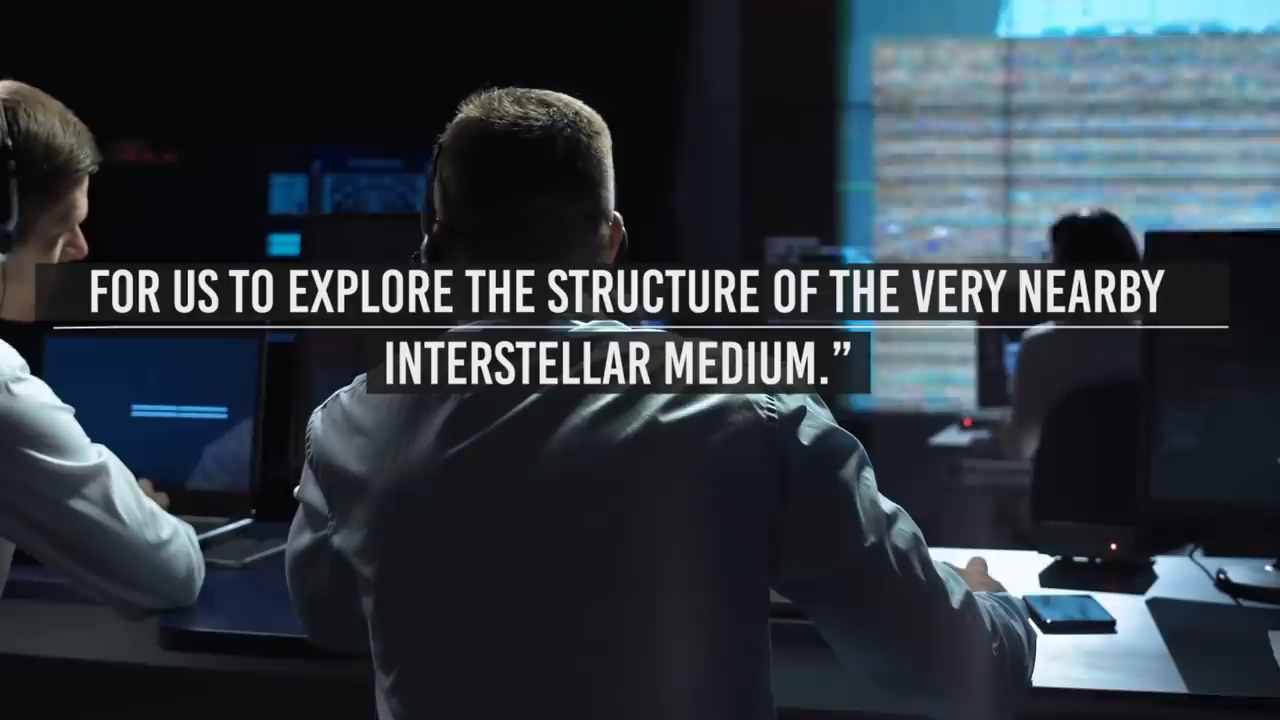 FOR US TO EXPLORE THE STRUCTURE OF THE VERY NEARBY
INTERSTELLAR MEDIUM.”